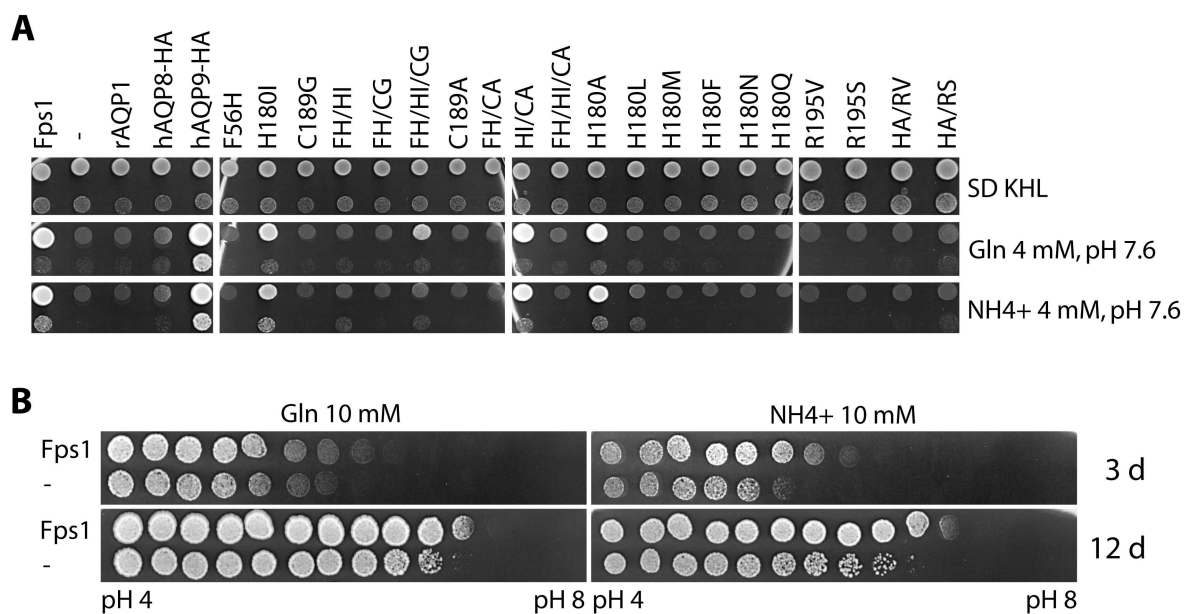 A
Fps1
-
rAQP1
hAQP8-HA
hAQP9-HA
F56H
H180I
C189G
FH/HI
FH/CG
FH/HI/CG
C189A
FH/CA
HI/CA
FH/HI/CA
H180A
H180L
H180M
H180F
H180N
H180Q
R195V
R195S
HA/RV
HA/RS
SD KHL
Gln 4 mM, pH 7.6
NH4+ 4 mM, pH 7.6
B
Gln 10 mM
NH4+ 10 mM
Fps1
-
3 d
Fps1
-
12 d
pH 4
pH 8
pH 4
pH 8